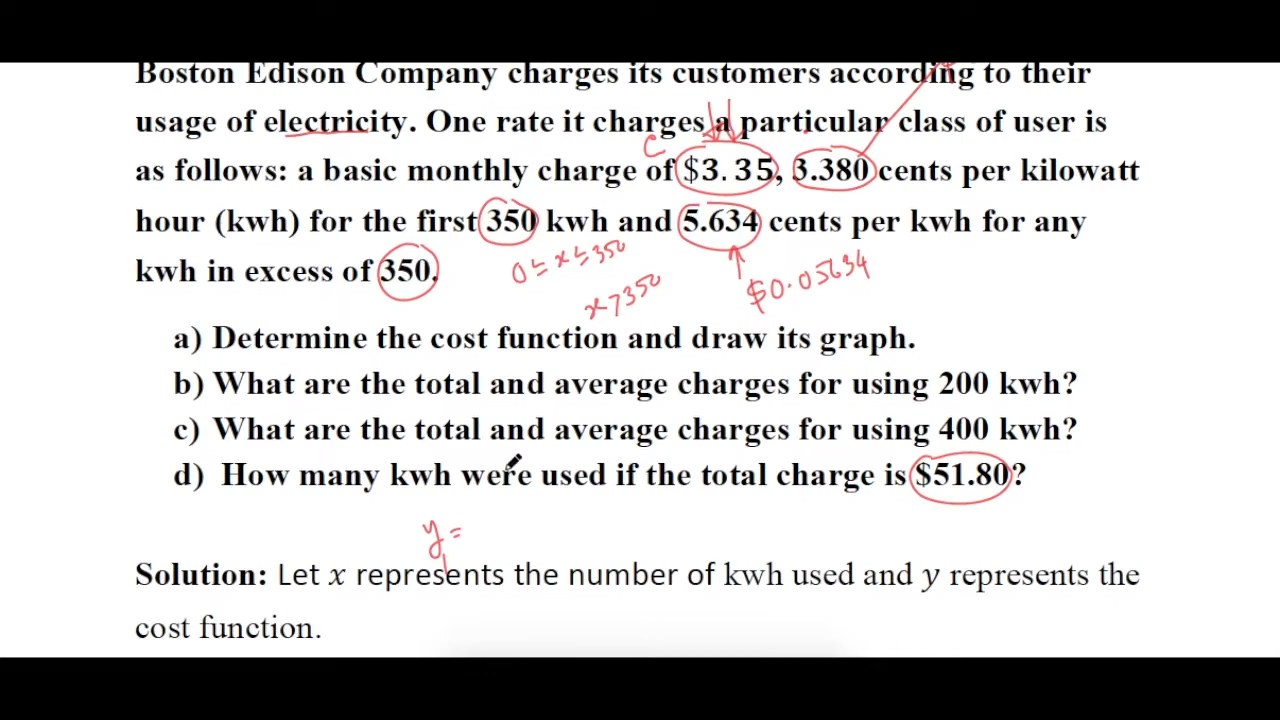 Boston Edison Company charges its customers according to their
usage of electricity. One rate it charges a particular class of user is
C
as follows: a basic monthly charge of $3.35, 3.380 cents per kilowatt
hour (kwh) for the first 350 kwh and 5.634 cents per kwh for any
kwh in excess of 350.
0 ≤ x ≤ 350
x > 350
$0.05634
a) Determine the cost function and draw its graph.
b) What are the total and average charges for using 200 kwh?
c) What are the total and average charges for using 400 kwh?
d) How many kwh were used if the total charge is $51.80?
y =
Solution: Let x represents the number of kwh used and y represents the
cost function.